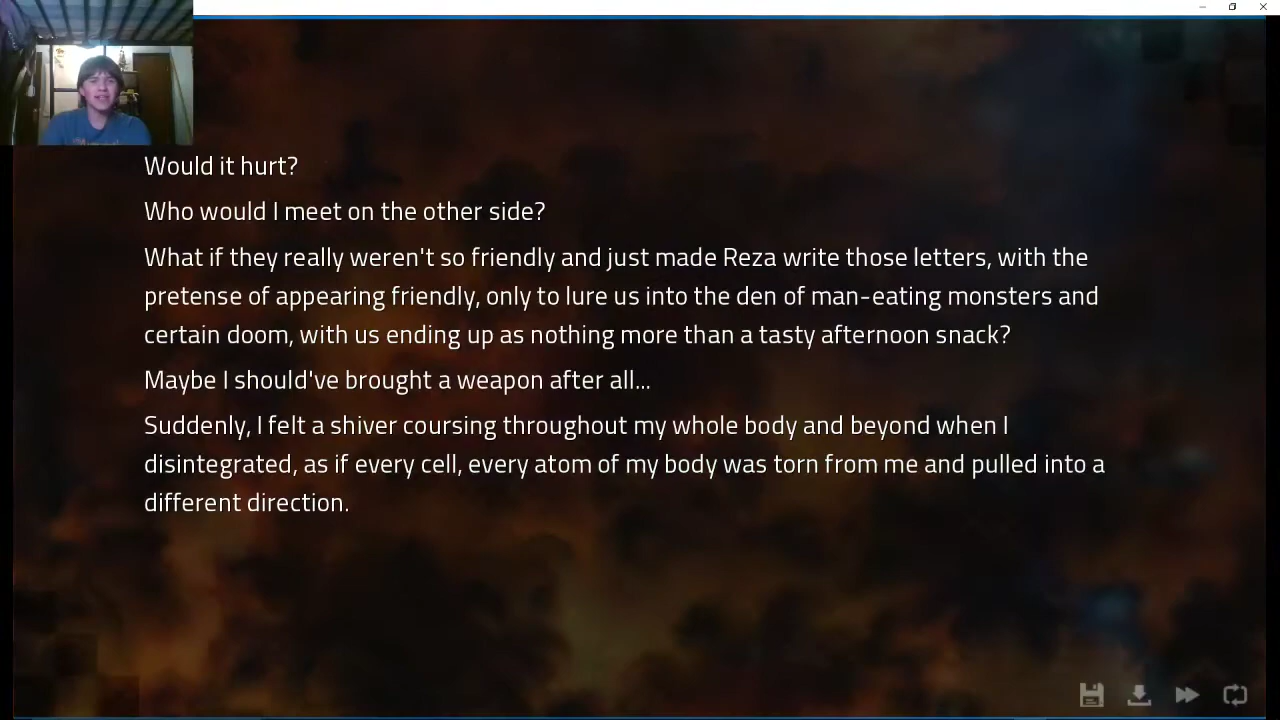 Would it hurt?
Who would I meet on the other side?
What if they really weren't so friendly and just made Reza write those letters, with the
pretense of appearing friendly, only to lure us into the den of man-eating monsters and
certain doom, with us ending up as nothing more than a tasty afternoon snack?
Maybe I should've brought a weapon after all...
Suddenly, I felt a shiver coursing throughout my whole body and beyond when I
disintegrated, as if every cell, every atom of my body was torn from me and pulled into a
different direction.